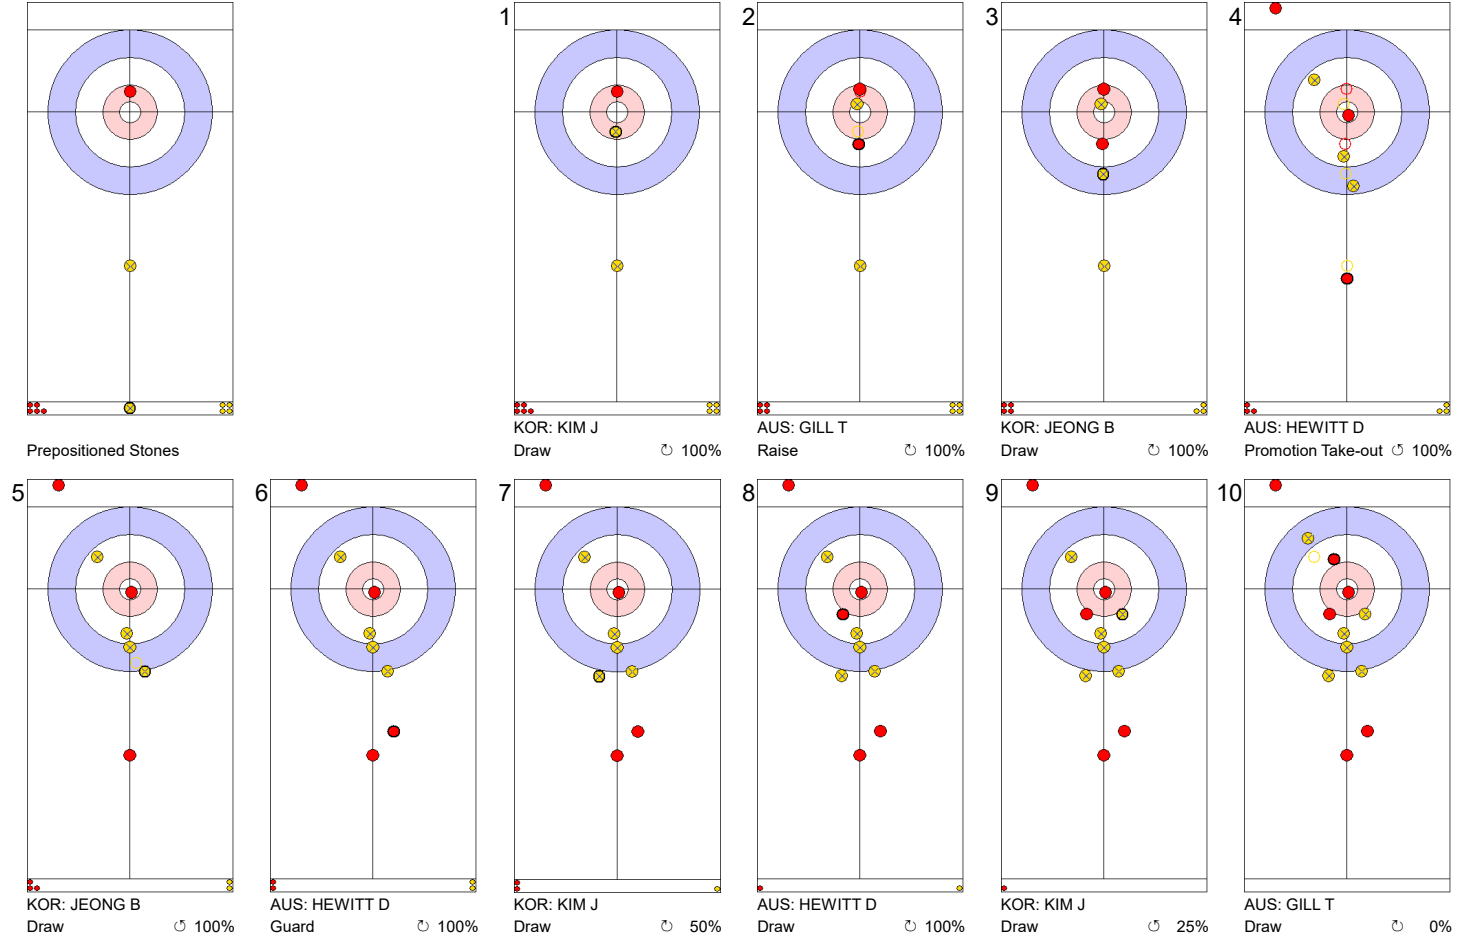 1
2
3
4
Prepositioned Stones
KOR: KIM J
Draw ↻ 100%
AUS: GILL T
Raise ↻ 100%
KOR: JEONG B
Draw ↻ 100%
AUS: HEWITT D
Promotion Take-out ↺ 100%
5
6
7
8
9
10
KOR: JEONG B
Draw ↺ 100%
AUS: HEWITT D
Guard ↻ 100%
KOR: KIM J
Draw ↻ 50%
AUS: HEWITT D
Draw ↻ 100%
KOR: KIM J
Draw ↺ 25%
AUS: GILL T
Draw ↻ 0%